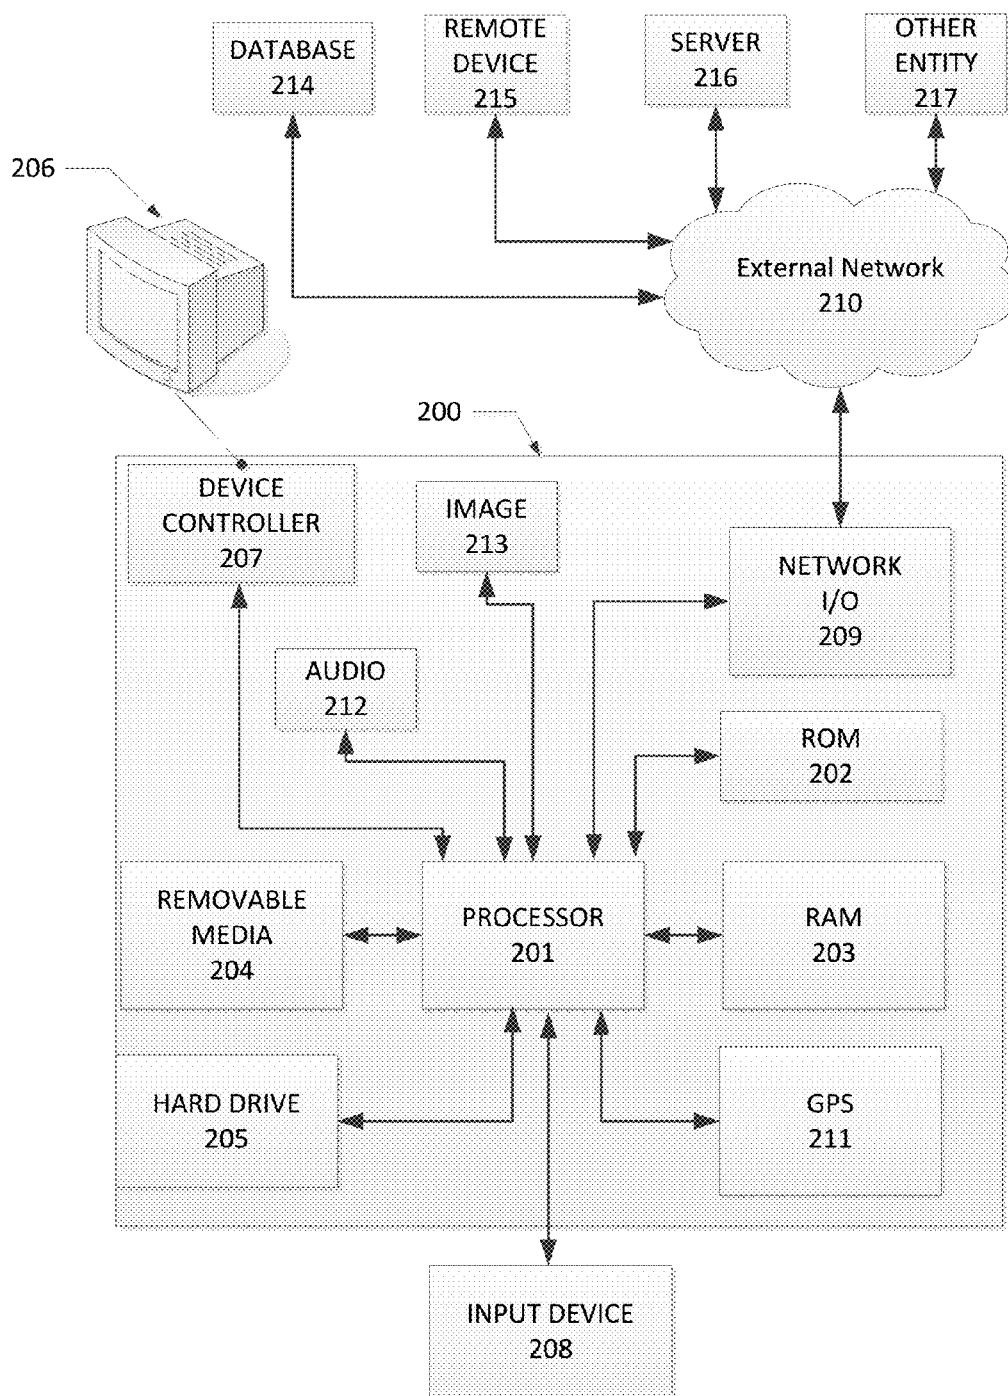 DATABASE
214
REMOTE
DEVICE
215
SERVER
216
OTHER
ENTITY
217
206
External Network
210
200
DEVICE
CONTROLLER
207
IMAGE
213
NETWORK
I/O
209
AUDIO
212
ROM
202
REMOVABLE
MEDIA
204
PROCESSOR
201
RAM
203
HARD DRIVE
205
GPS
211
INPUT DEVICE
208